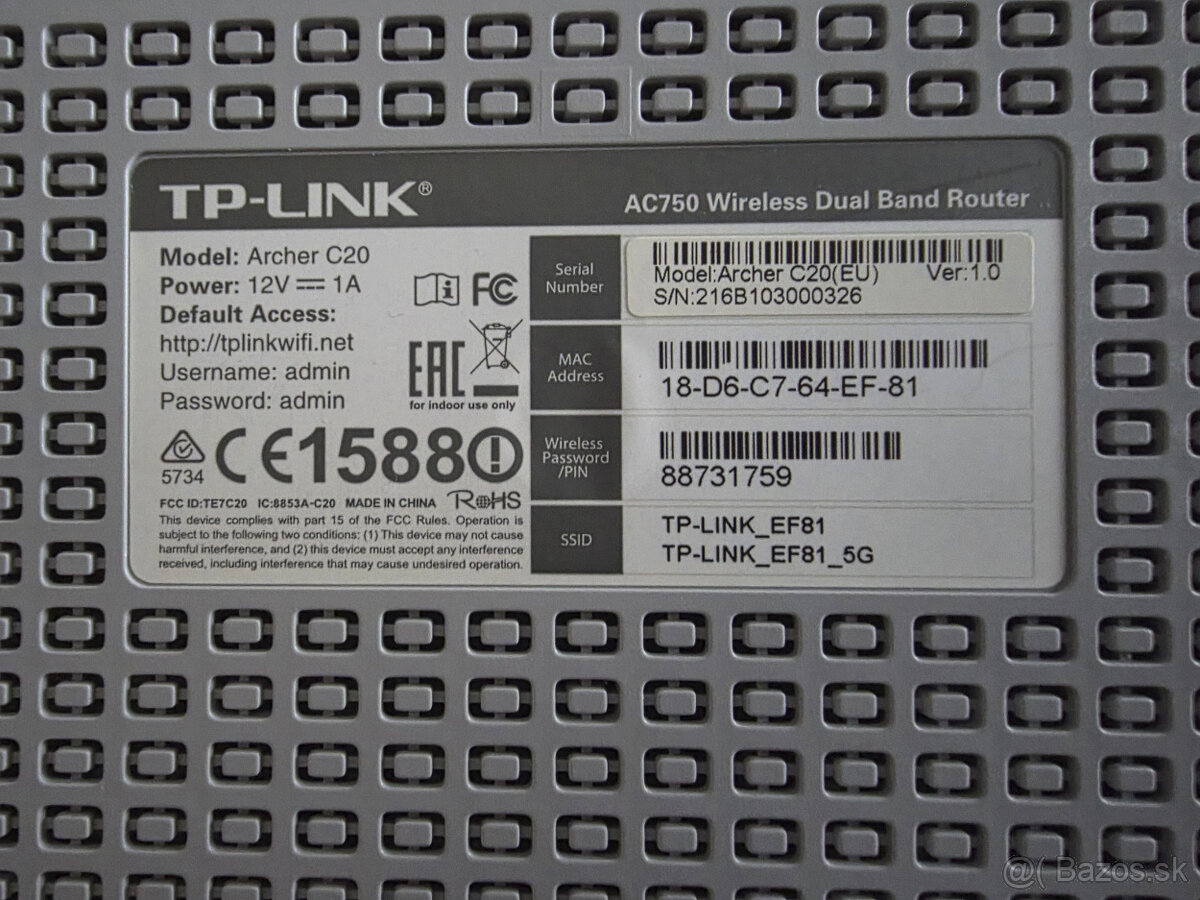 TP-LINK®
AC750 Wireless Dual Band Router
Model: Archer C20
Power: 12V 1A
Default Access:
http://tplinkwifi.net
Username: admin
Password: admin
FC
EAC
for indoor use only
5734
CE1588
FCC ID:TE7C20 IC:8853A-C20 MADE IN CHINA RoHS
This device complies with part 15 of the FCC Rules. Operation is
subject to the following two conditions: (1) This device may not cause
harmful interference, and (2) this device must accept any interference
received, including interference that may cause undesired operation.
Serial
Number
Model:Archer C20(EU) Ver:1.0
S/N:216B103000326
MAC
Address
18-D6-C7-64-EF-81
Wireless
Password
/PIN
88731759
SSID
TP-LINK_EF81
TP-LINK_EF81_5G
@( Bazos.sk